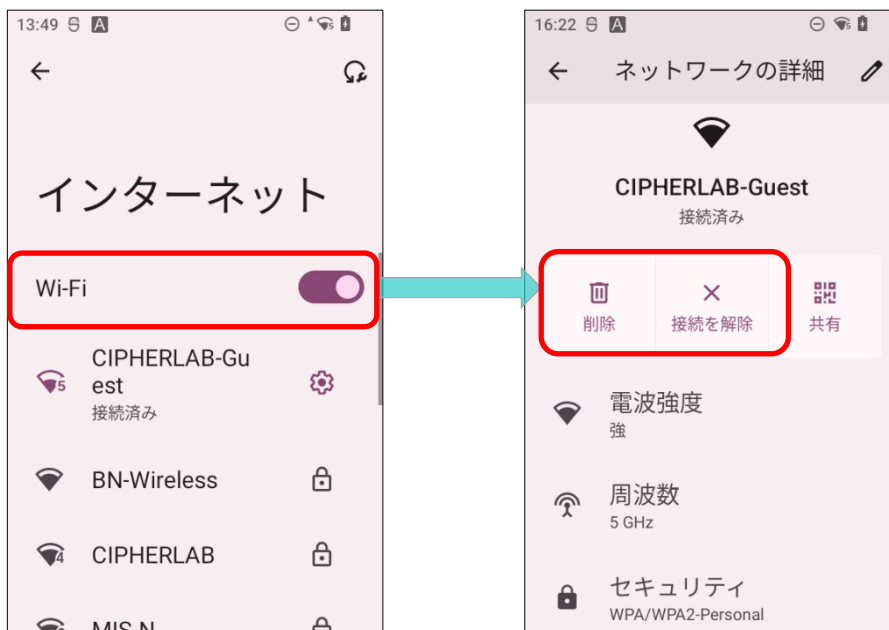 13:49
インターネット
Wi-Fi
CIPHERLAB-Gu
est
接続済み
5
BN-Wireless
4
CIPHERLAB
MIS-N
16:22
ネットワークの詳細
CIPHERLAB-Guest
接続済み
削除
接続を解除
共有
電波強度
強
周波数
5 GHz
セキュリティ
WPA/WPA2-Personal